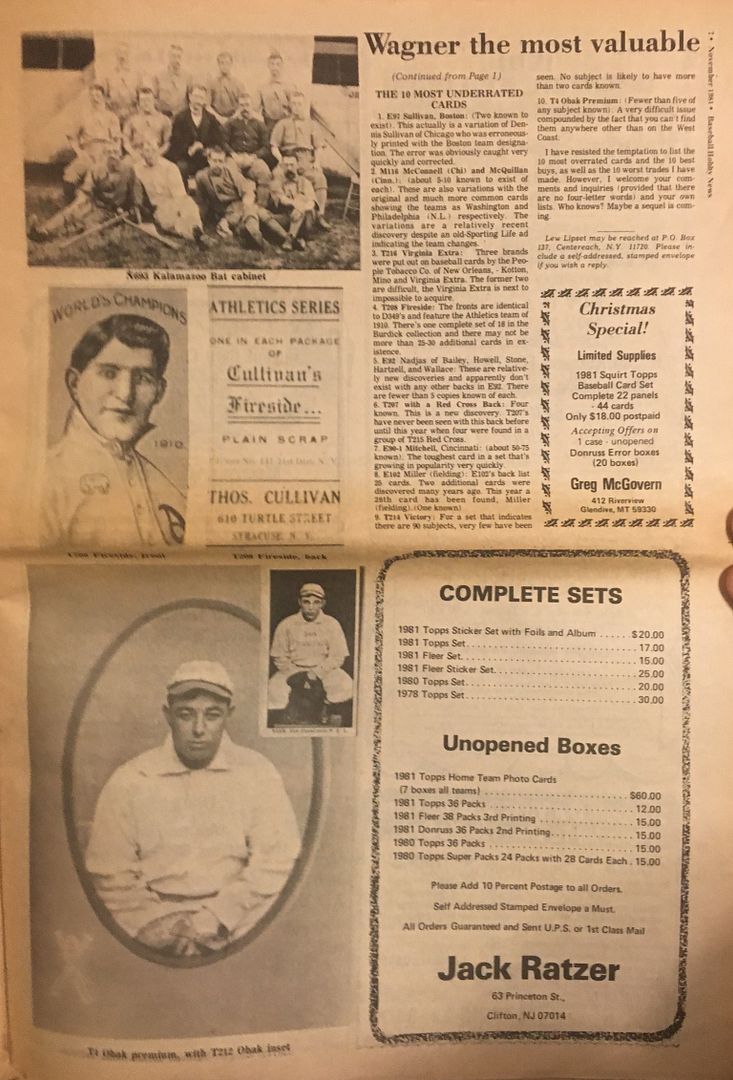 2 • November 1981 • Baseball Hobby News
Wagner the most valuable
(Continued from Page 1)
THE 10 MOST UNDERRATED
CARDS
1. E97 Sullivan, Boston: (Two known to
exist). This actually is a variation of Den-
nis Sullivan of Chicago who was erroneous-
ly printed with the Boston team designa-
tion. The error was obviously caught very
quickly and corrected.
2. M116 McConnell (Chi) and McQuillan
(Cinn.): (about 5-10 known to exist of
each). These are also variations with the
original and much more common cards
showing the teams as Washington and
Philadelphia (N.L.) respectively. The
variations are a relatively recent
discovery despite an old-Sporting Life ad
indicating the team changes.
3. T216 Virginia Extra: Three brands
were put out on baseball cards by the Peo-
ple Tobacco Co. of New Orleans, - Kotton,
Mino and Virginia Extra. The former two
are difficult, the Virginia Extra is next to
impossible to acquire.
4. T208 Fireside: The fronts are identical
to D349's and feature the Athletics team of
1910. There's one complete set of 18 in the
Burdick collection and there may not be
more than 25-30 additional cards in ex-
istence.
5. E92 Nadjas of Bailey, Howell, Stone,
Hartzell, and Wallace: These are relative-
ly new discoveries and apparently don't
exist with any other backs in E92. There
are fewer than 5 copies known of each.
6. T207 with a Red Cross Back: Four
known. This is a new discovery. T207's
have never been seen with this back before
until this year when four were found in a
group of T215 Red Cross.
7. E90-1 Mitchell, Cincinnati: (about 50-75
known). The toughest card in a set that's
growing in popularity very quickly.
8. E102 Miller (fielding): E102's back list
25 cards. Two additional cards were
discovered many years ago. This year a
28th card has been found, Miller
(fielding). (One known)
9. T214 Victory: For a set that indicates
there are 90 subjects, very few have been
seen. No subject is likely to have more
than two cards known.
10. T4 Obak Premium: (Fewer than five of
any subject known): A very difficult issue
compounded by the fact that you can't find
them anywhere other than on the West
Coast.
I have resisted the temptation to list the
10 most overrated cards and the 10 best
buys, as well as the 10 worst trades I have
made. However, I welcome your com-
ments and inquiries (provided that there
are no four-letter words) and your own
lists. Who knows? Maybe a sequel is com-
ing.
Lew Lipset may be reached at P.O. Box
137, Centereach, N.Y. 11720. Please in-
clude a self-addressed, stamped envelope
if you wish a reply.
N693 Kalamazoo Bat cabinet
WORLD'S CHAMPIONS
1910
ATHLETICS SERIES
ONE IN EACH PACKAGE
OF
Cullivan's
Fireside...
PLAIN SCRAP
THOS. CULLIVAN
610 TURTLE STREET
SYRACUSE, N. Y.
T208 Fireside, front
T208 Fireside, back
Christmas
Special!
Limited Supplies
1981 Squirt Topps
Baseball Card Set
Complete 22 panels
- 44 cards
Only $18.00 postpaid
Accepting Offers on
1 case - unopened
Donruss Error boxes
(20 boxes)
Greg McGovern
412 Riverview
Glendive, MT 59330
T4 Obak premium, with T212 Obak inset
COMPLETE SETS
1981 Topps Sticker Set with Foils and Album ...... $20.00
1981 Topps Set ........ 17.00
1981 Fleer Set ........ 15.00
1981 Fleer Sticker Set ........ 25.00
1980 Topps Set ........ 20.00
1978 Topps Set ........ 30.00
Unopened Boxes
1981 Topps Home Team Photo Cards
(7 boxes all teams) ........ $60.00
1981 Topps 36 Packs ........ 12.00
1981 Fleer 38 Packs 3rd Printing ........ 15.00
1981 Donruss 36 Packs 2nd Printing ........ 15.00
1980 Topps 36 Packs ........ 15.00
1980 Topps Super Packs 24 Packs with 28 Cards Each . 15.00
Please Add 10 Percent Postage to all Orders.
Self Addressed Stamped Envelope a Must.
All Orders Guaranteed and Sent U.P.S. or 1st Class Mail
Jack Ratzer
63 Princeton St.,
Clifton, NJ 07014